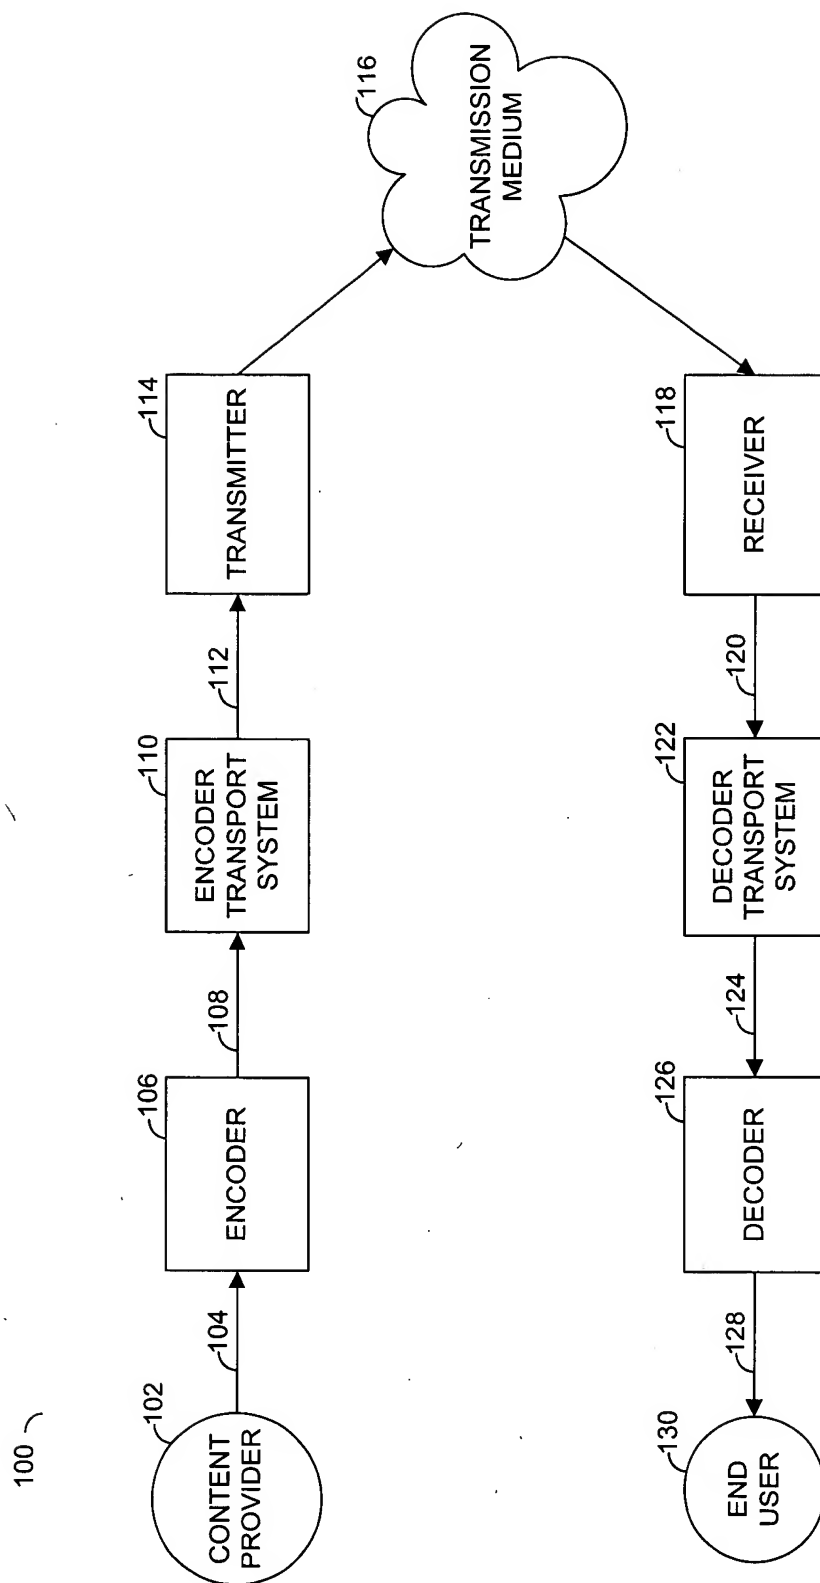 100
102
CONTENT
PROVIDER
104
106
ENCODER
108
110
ENCODER
TRANSPORT
SYSTEM
112
114
TRANSMITTER
116
TRANSMISSION
MEDIUM
118
RECEIVER
120
122
DECODER
TRANSPORT
SYSTEM
124
126
DECODER
128
130
END
USER